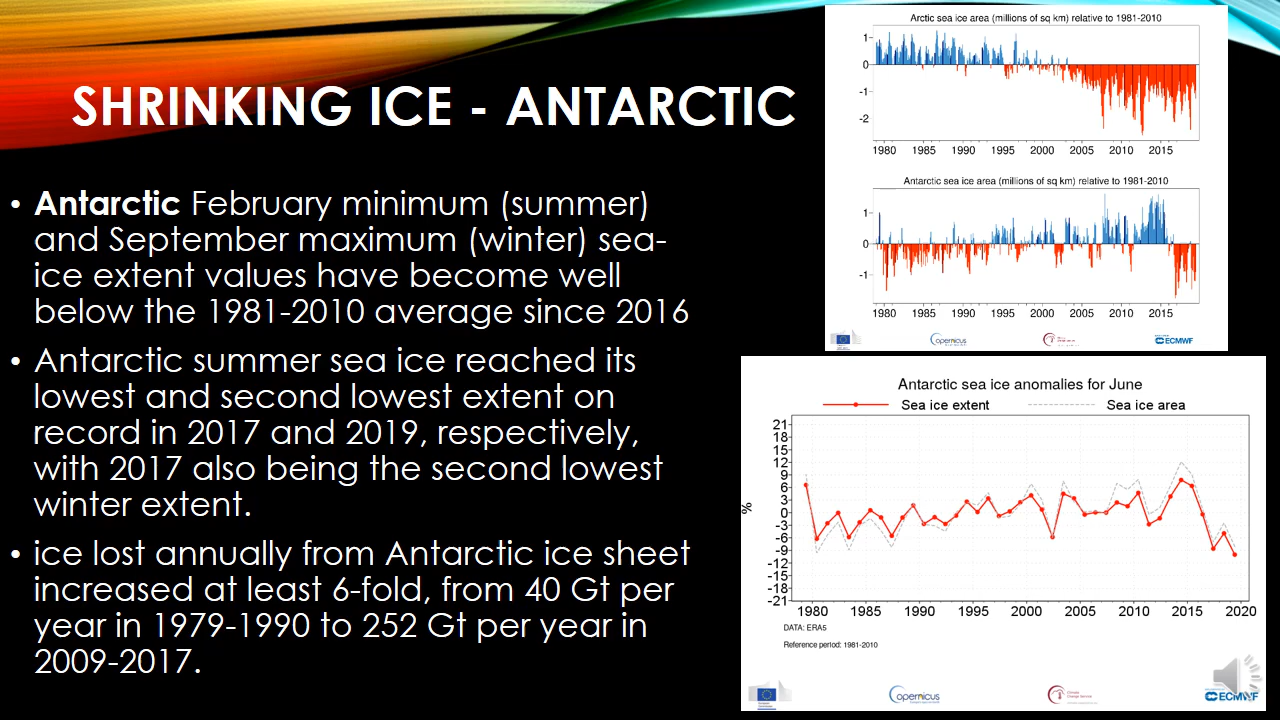 SHRINKING ICE - ANTARCTIC
• Antarctic February minimum (summer)
and September maximum (winter) sea-
ice extent values have become well
below the 1981-2010 average since 2016
• Antarctic summer sea ice reached its
lowest and second lowest extent on
record in 2017 and 2019, respectively,
with 2017 also being the second lowest
winter extent.
• ice lost annually from Antarctic ice sheet
increased at least 6-fold, from 40 Gt per
year in 1979-1990 to 252 Gt per year in
2009-2017.
Arctic sea ice area (millions of sq km) relative to 1981-2010
1
0
-1
-2
1980 1985 1990 1995 2000 2005 2010 2015
Antarctic sea ice area (millions of sq km) relative to 1981-2010
1
0
-1
1980 1985 1990 1995 2000 2005 2010 2015
opernicus
ECMWF
Antarctic sea ice anomalies for June
Sea ice extent Sea ice area
21
18
15
12
9
6
3
0
-3
-6
-9
-12
-15
-18
-21
%
1980 1985 1990 1995 2000 2005 2010 2015 2020
DATA: ERA5
Reference period: 1981-2010
opernicus
ECMWF